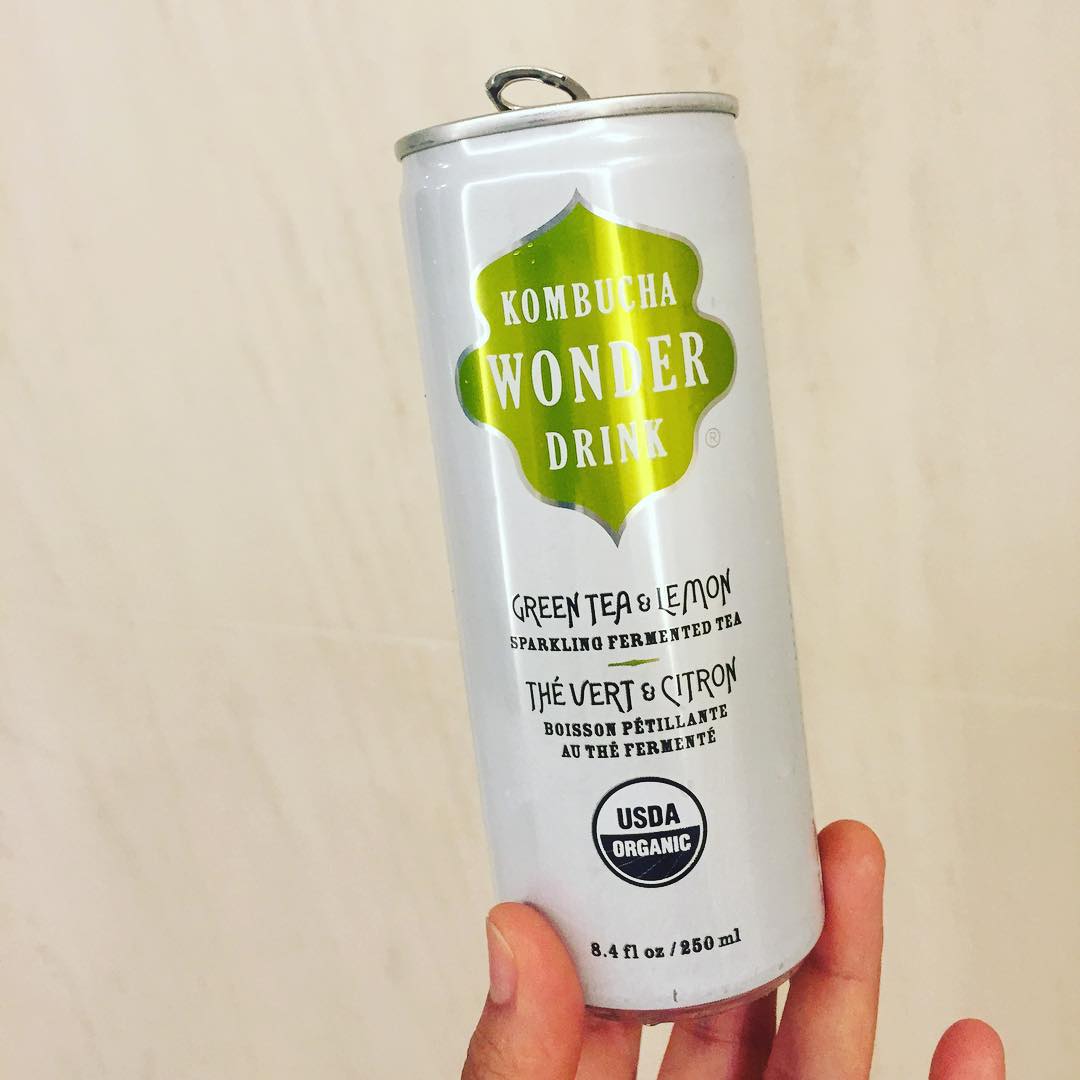 KOMBUCHA
WONDER
DRINK
®
GREEN TEA & LEMON
SPARKLING FERMENTED TEA
THÉ VERT & CITRON
BOISSON PÉTILLANTE
AU THÉ FERMENTÉ
USDA
ORGANIC
8.4 fl oz / 250 ml